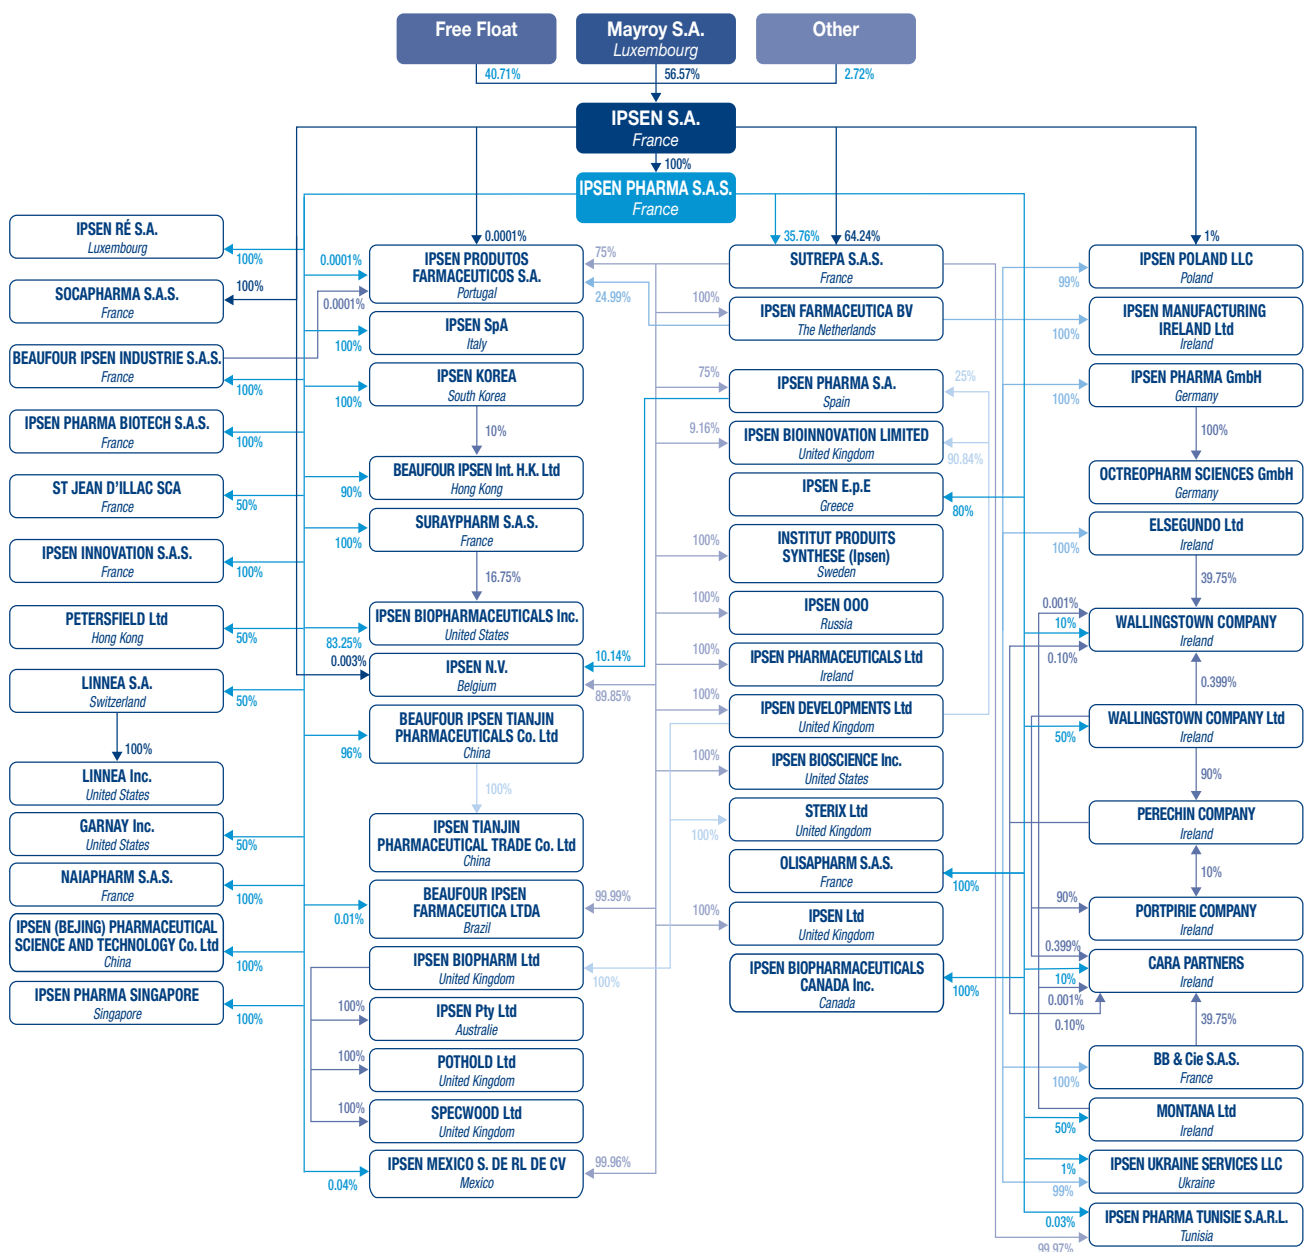 Free Float
Mayroy S.A.
Luxembourg
Other
40.71%
56.57%
2.72%
IPSEN S.A.
France
100%
IPSEN PHARMA S.A.S.
France
IPSEN RÉ S.A.
Luxembourg
100%
SOCAPHARMA S.A.S.
France
100%
BEAUFOUR IPSEN INDUSTRIE S.A.S.
France
100%
IPSEN PHARMA BIOTECH S.A.S.
France
100%
ST JEAN D'ILLAC SCA
France
50%
IPSEN INNOVATION S.A.S.
France
100%
PETERSFIELD Ltd
Hong Kong
50%
LINNEA S.A.
Switzerland
50%
100%
LINNEA Inc.
United States
GARNAY Inc.
United States
50%
NAIAPHARM S.A.S.
France
100%
IPSEN (BEJING) PHARMACEUTICAL
SCIENCE AND TECHNOLOGY Co. Ltd
China
100%
IPSEN PHARMA SINGAPORE
Singapore
100%
0.0001%
0.0001%
0.0001%
IPSEN PRODUTOS
FARMACEUTICOS S.A.
Portugal
75%
24.99%
IPSEN SpA
Italy
100%
IPSEN KOREA
South Korea
100%
10%
BEAUFOUR IPSEN Int. H.K. Ltd
Hong Kong
90%
SURAYPHARM S.A.S.
France
100%
16.75%
IPSEN BIOPHARMACEUTICALS Inc.
United States
83.25%
0.003%
IPSEN N.V.
Belgium
10.14%
89.85%
BEAUFOUR IPSEN TIANJIN
PHARMACEUTICALS Co. Ltd
China
96%
100%
IPSEN TIANJIN
PHARMACEUTICAL TRADE Co. Ltd
China
BEAUFOUR IPSEN
FARMACEUTICA LTDA
Brazil
0.01%
99.99%
IPSEN BIOPHARM Ltd
United Kingdom
100%
100%
IPSEN Pty Ltd
Australie
100%
POTHOLD Ltd
United Kingdom
100%
SPECWOOD Ltd
United Kingdom
IPSEN MEXICO S. DE RL DE CV
Mexico
0.04%
99.96%
35.76%
64.24%
SUTREPA S.A.S.
France
100%
IPSEN FARMACEUTICA BV
The Netherlands
75%
IPSEN PHARMA S.A.
Spain
25%
9.16%
IPSEN BIOINNOVATION LIMITED
United Kingdom
90.84%
IPSEN E.p.E
Greece
80%
100%
INSTITUT PRODUITS
SYNTHESE (Ipsen)
Sweden
100%
IPSEN OOO
Russia
100%
IPSEN PHARMACEUTICALS Ltd
Ireland
100%
IPSEN DEVELOPMENTS Ltd
United Kingdom
100%
IPSEN BIOSCIENCE Inc.
United States
100%
STERIX Ltd
United Kingdom
OLISAPHARM S.A.S.
France
100%
100%
IPSEN Ltd
United Kingdom
IPSEN BIOPHARMACEUTICALS
CANADA Inc.
Canada
100%
1%
IPSEN POLAND LLC
Poland
99%
IPSEN MANUFACTURING
IRELAND Ltd
Ireland
100%
IPSEN PHARMA GmbH
Germany
100%
100%
OCTREOPHARM SCIENCES GmbH
Germany
ELSEGUNDO Ltd
Ireland
100%
39.75%
0.001%
10%
0.10%
WALLINGSTOWN COMPANY
Ireland
0.399%
WALLINGSTOWN COMPANY Ltd
Ireland
50%
90%
PERECHIN COMPANY
Ireland
10%
90%
PORTPIRIE COMPANY
Ireland
0.399%
CARA PARTNERS
Ireland
10%
0.001%
0.10%
39.75%
BB & Cie S.A.S.
France
100%
MONTANA Ltd
Ireland
50%
IPSEN UKRAINE SERVICES LLC
Ukraine
1%
99%
IPSEN PHARMA TUNISIE S.A.R.L.
Tunisia
0.03%
99.97%